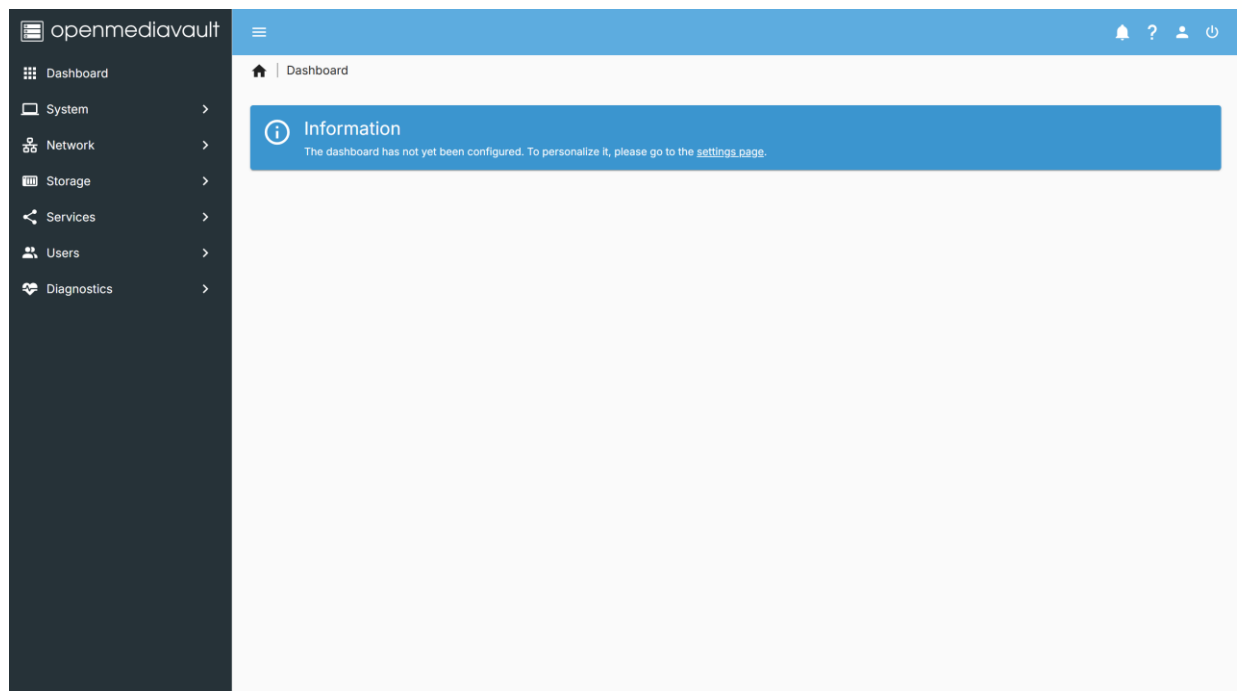 openmediavault
Dashboard
System
Network
Storage
Services
Users
Diagnostics
?
Dashboard
Information
The dashboard has not yet been configured. To personalize it, please go to the settings page.